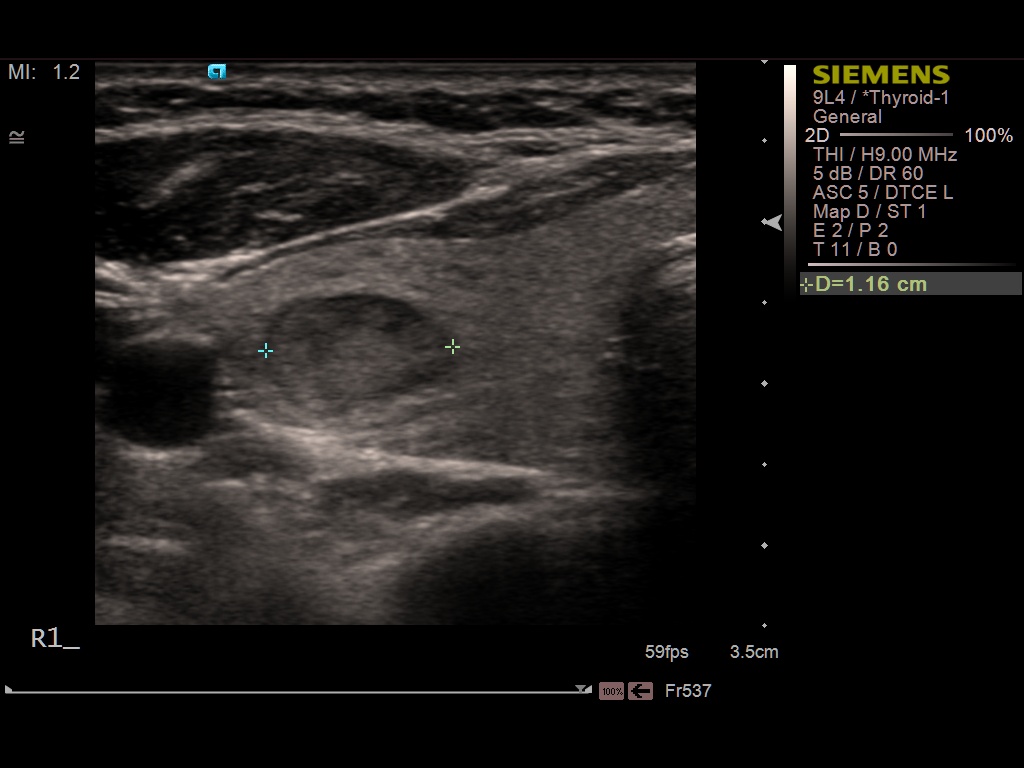 MI: 1.2
SIEMENS
9L4 / *Thyroid-1
General
2D 100%
THI / H9.00 MHz
5 dB / DR 60
ASC 5 / DTCE L
Map D / ST 1
E 2 / P 2
T 11 / B 0
D=1.16 cm
R1_
59fps 3.5cm
100% Fr537